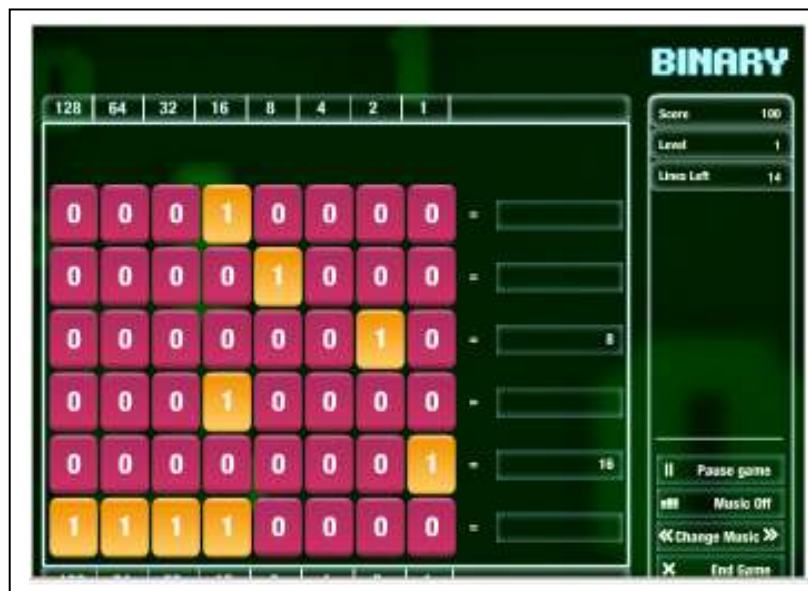 BINARY
128 64 32 16 8 4 2 1
Score 100
Level 1
Lines Left 14
0 0 0 1 0 0 0 0 =
0 0 0 0 1 0 0 0 =
0 0 0 0 0 0 1 0 = 8
0 0 0 1 0 0 0 0 =
0 0 0 0 0 0 0 1 = 16
1 1 1 1 0 0 0 0 =
Pause game
Music Off
Change Music
End Game